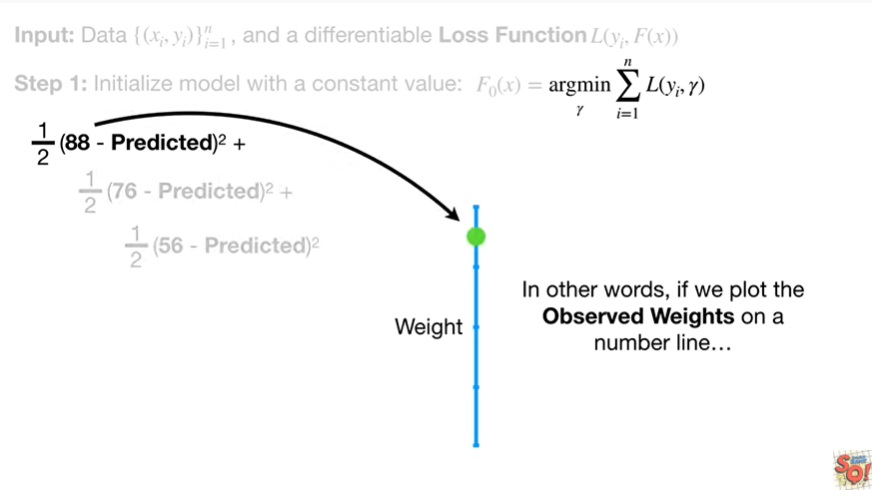 Input: Data {(xᵢ, yᵢ)}ⁿᵢ₌₁, and a differentiable Loss Function L(yᵢ, F(x))
Step 1: Initialize model with a constant value: F₀(x) = argmin γ ∑ⁿᵢ₌₁ L(yᵢ, γ)
½ (88 - Predicted)² +
½ (76 - Predicted)² +
½ (56 - Predicted)²
In other words, if we plot the
Observed Weights on a
number line…
Weight